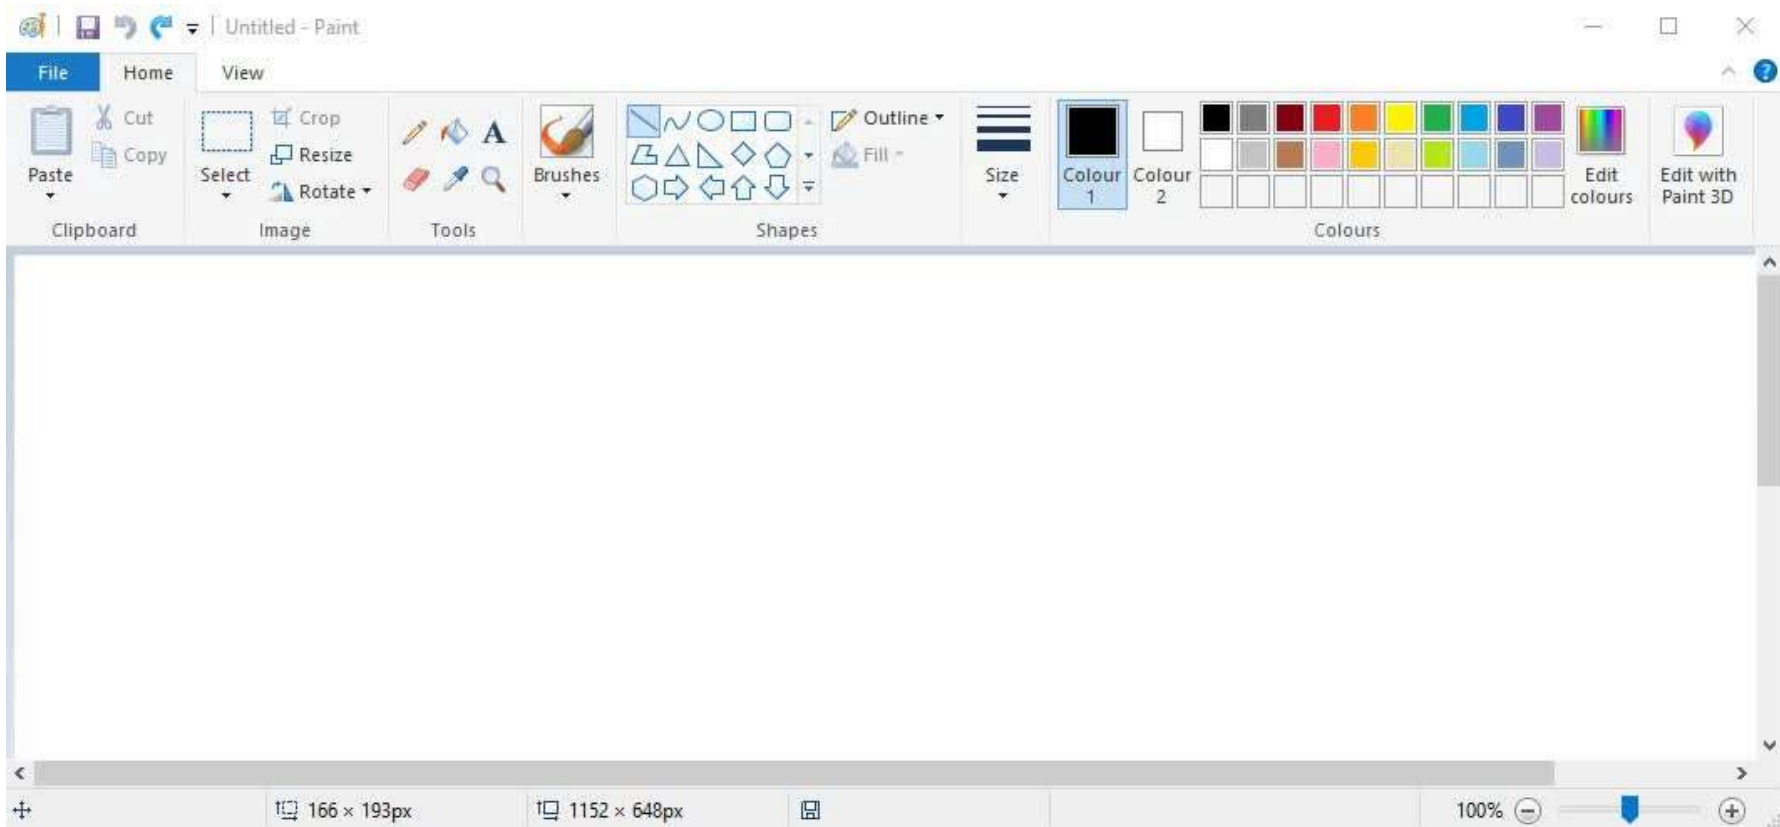 Untitled - Paint
File Home View
Cut Crop Outline
Copy Resize Fill
Paste Select Rotate Brushes Size Colour 1 Colour 2 Edit colours Edit with Paint 3D
A
Clipboard Image Tools Shapes Colours
166 × 193px 1152 × 648px 100%